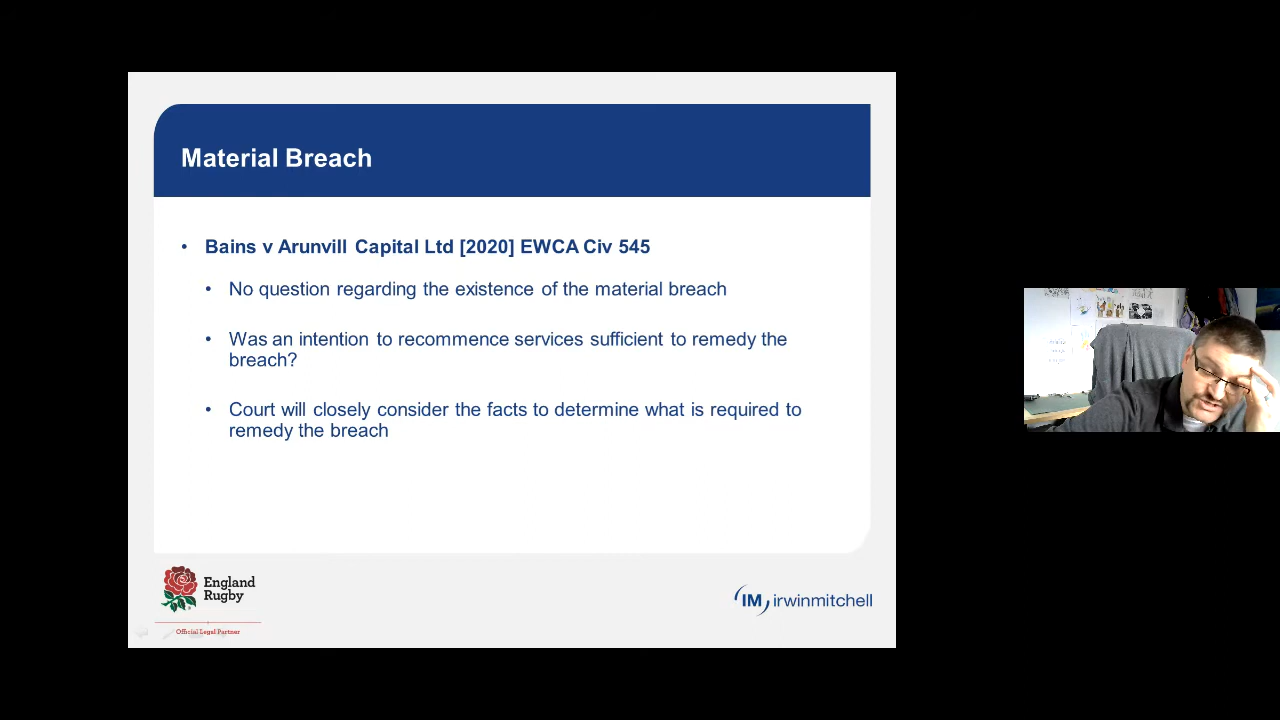 Material Breach
• Bains v Arunvill Capital Ltd [2020] EWCA Civ 545
• No question regarding the existence of the material breach
• Was an intention to recommence services sufficient to remedy the
breach?
• Court will closely consider the facts to determine what is required to
remedy the breach
England
Rugby
Official Legal Partner
IM irwinmitchell